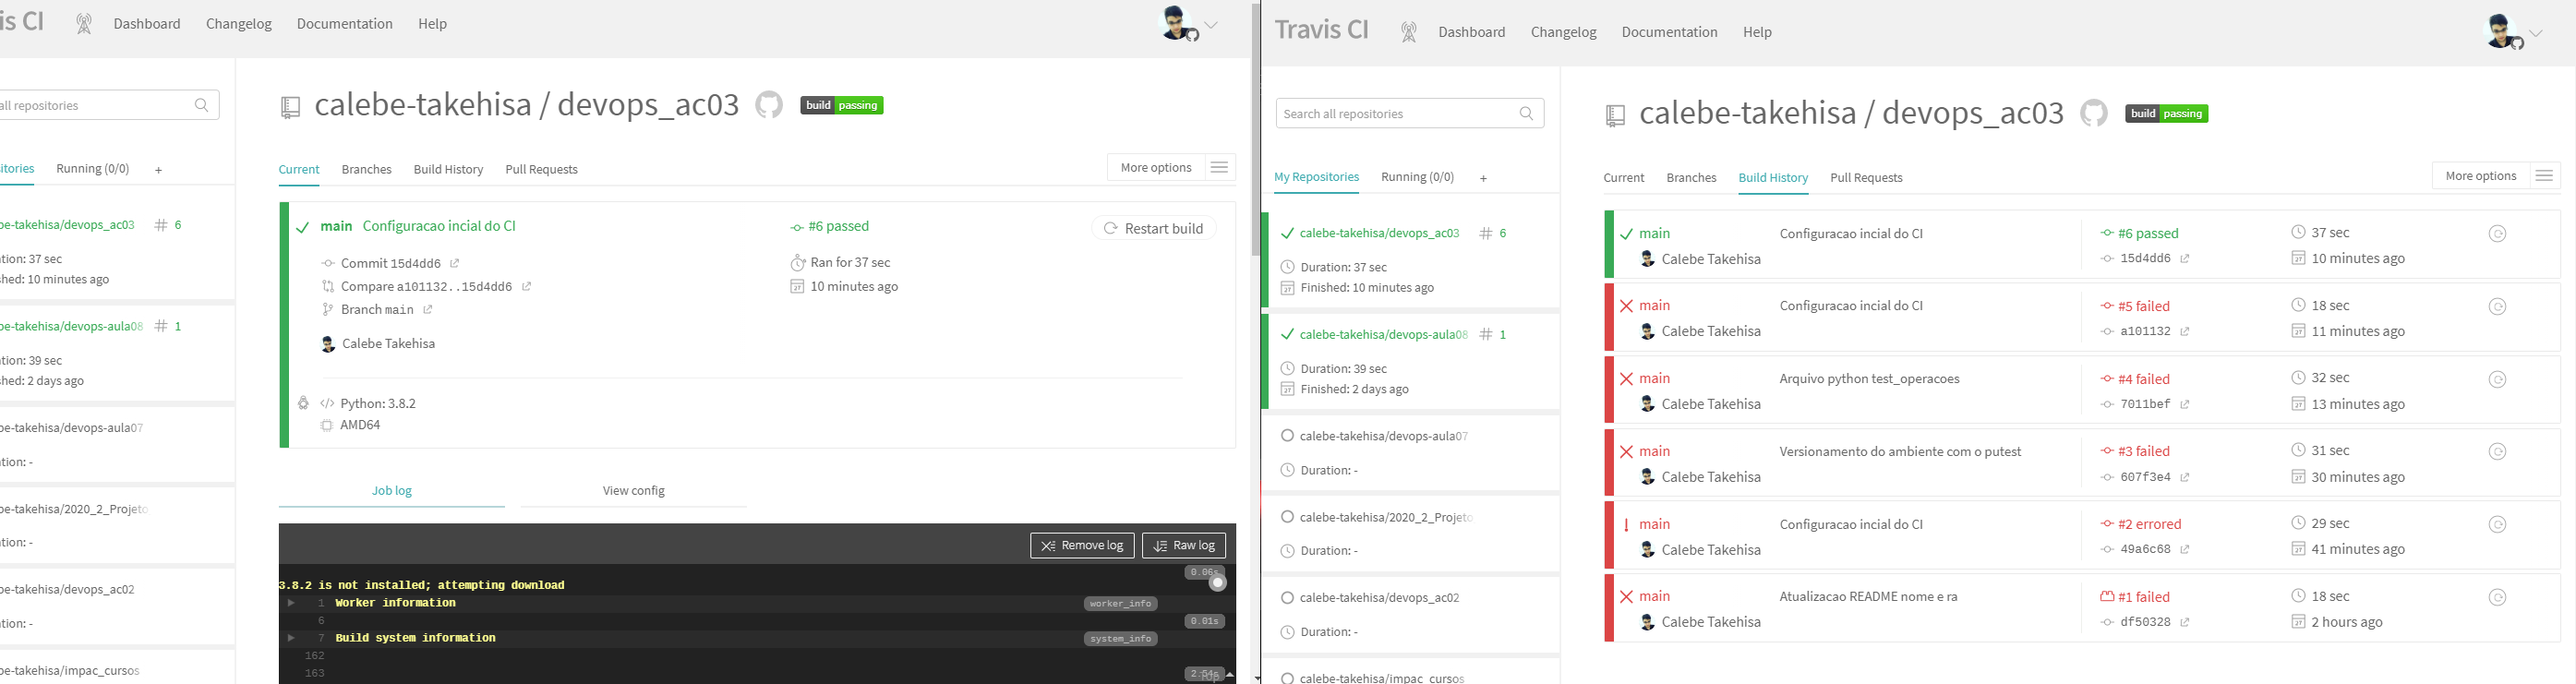 is CI Dashboard Changelog Documentation Help
all repositories
calebe-takehisa / devops_ac03 build passing
itories Running (0/0) +
Current Branches Build History Pull Requests More options
be-takehisa/devops_ac03 # 6
tion: 37 sec
shed: 10 minutes ago
be-takehisa/devops-aula08 # 1
tion: 39 sec
shed: 2 days ago
be-takehisa/devops-aula07
tion: -
be-takehisa/2020_2_Projeto
tion: -
be-takehisa/devops_ac02
tion: -
be-takehisa/impac_cursos
main Configuracao incial do CI #6 passed Restart build
Commit 15d4dd6 Ran for 37 sec
Compare a101132..15d4dd6 10 minutes ago
Branch main
Calebe Takehisa
Python: 3.8.2
AMD64
Job log View config
Remove log Raw log
0.06s
3.8.2 is not installed; attempting download
1 Worker information worker_info
6 0.01s
7 Build system information system_info
162
163
Travis CI Dashboard Changelog Documentation Help
Search all repositories
calebe-takehisa / devops_ac03 build passing
My Repositories Running (0/0) +
Current Branches Build History Pull Requests More options
calebe-takehisa/devops_ac03 # 6
Duration: 37 sec
Finished: 10 minutes ago
calebe-takehisa/devops-aula08 # 1
Duration: 39 sec
Finished: 2 days ago
calebe-takehisa/devops-aula07
Duration: -
calebe-takehisa/2020_2_Projeto
Duration: -
calebe-takehisa/devops_ac02
Duration: -
calebe-takehisa/impac_cursos
main Configuracao incial do CI #6 passed 37 sec
Calebe Takehisa 15d4dd6 10 minutes ago
main Configuracao incial do CI #5 failed 18 sec
Calebe Takehisa a101132 11 minutes ago
main Arquivo python test_operacoes #4 failed 32 sec
Calebe Takehisa 7011bef 13 minutes ago
main Versionamento do ambiente com o putest #3 failed 31 sec
Calebe Takehisa 607f3e4 30 minutes ago
main Configuracao incial do CI #2 errored 29 sec
Calebe Takehisa 49a6c68 41 minutes ago
main Atualizacao README nome e ra #1 failed 18 sec
Calebe Takehisa df50328 2 hours ago